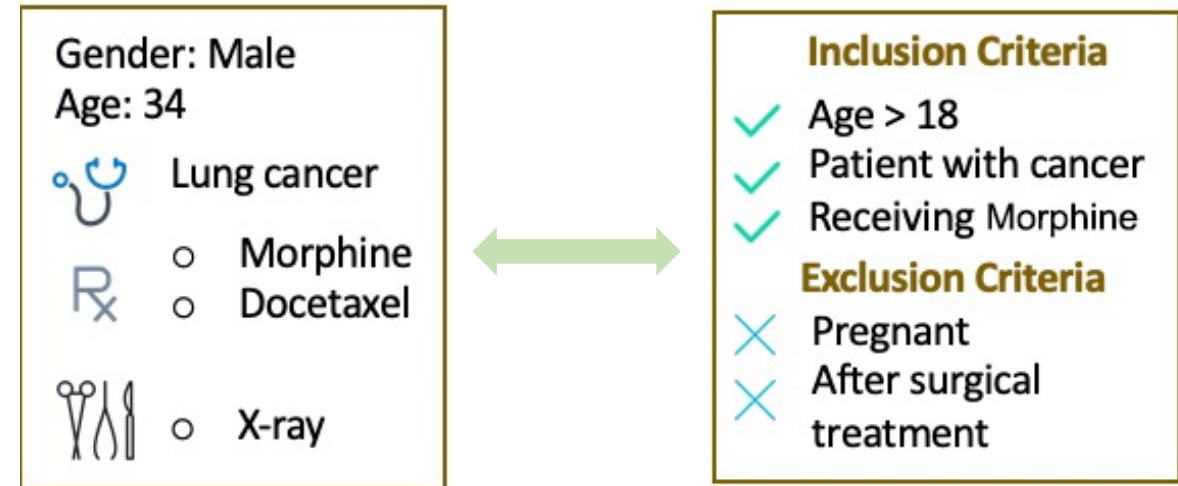 Gender: Male
Age: 34
Lung cancer
Rx
Morphine
Docetaxel
X-ray
Inclusion Criteria
Age > 18
Patient with cancer
Receiving Morphine
Exclusion Criteria
Pregnant
After surgical
treatment